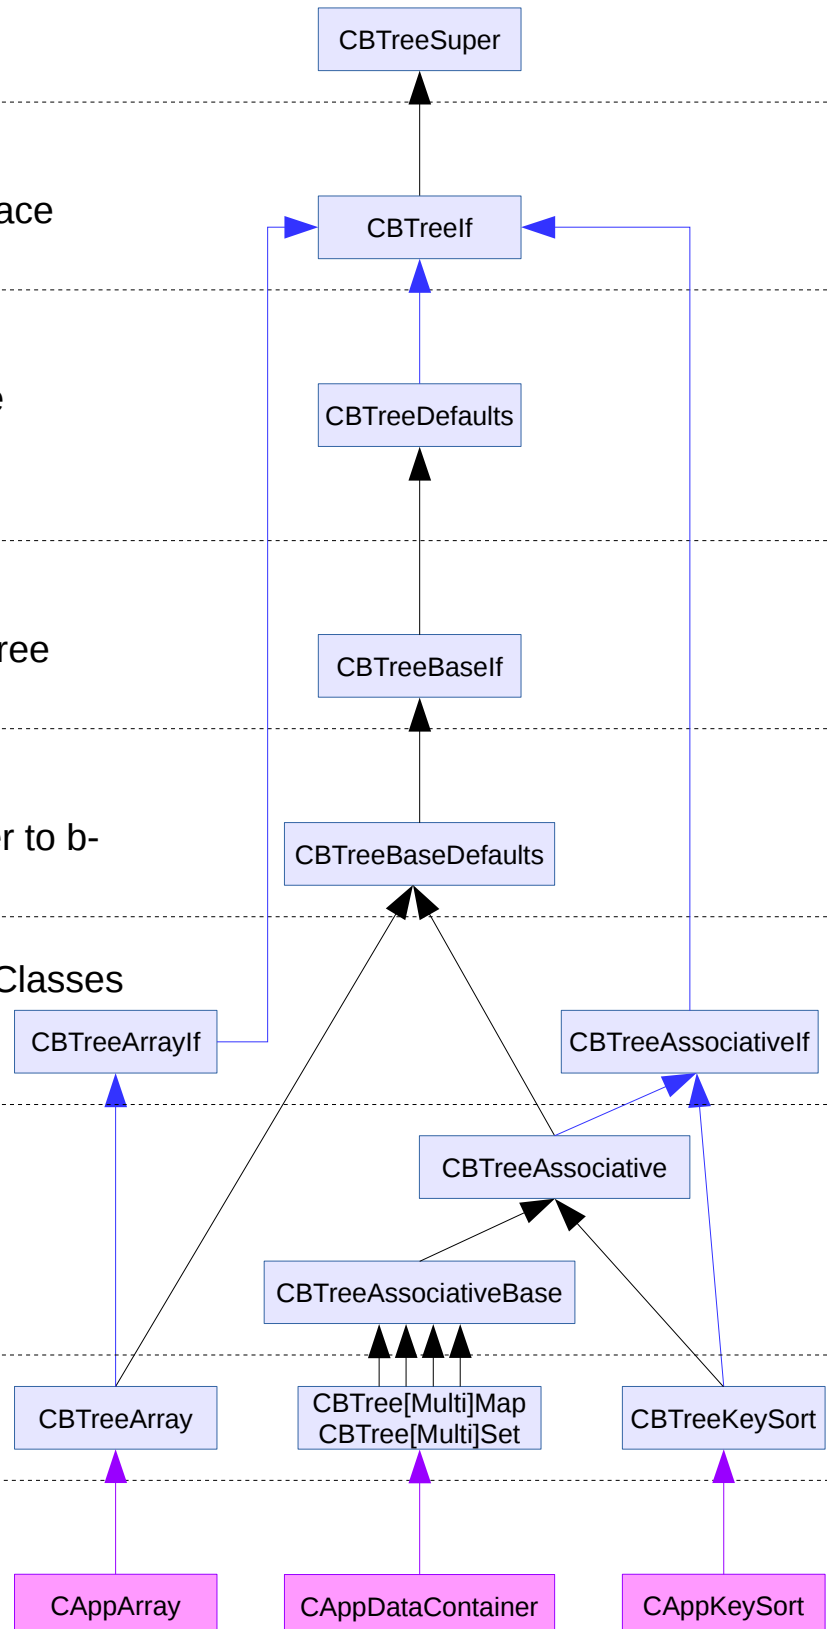 CBTreeSuper
ace
CBTreeIf
e
CBTreeDefaults
ree
CBTreeBaseIf
er to b-
CBTreeBaseDefaults
Classes
CBTreeArrayIf
CBTreeAssociativeIf
CBTreeAssociative
CBTreeAssociativeBase
CBTreeArray
CBTree[Multi]Map
CBTree[Multi]Set
CBTreeKeySort
CAppArray
CAppDataContainer
CAppKeySort